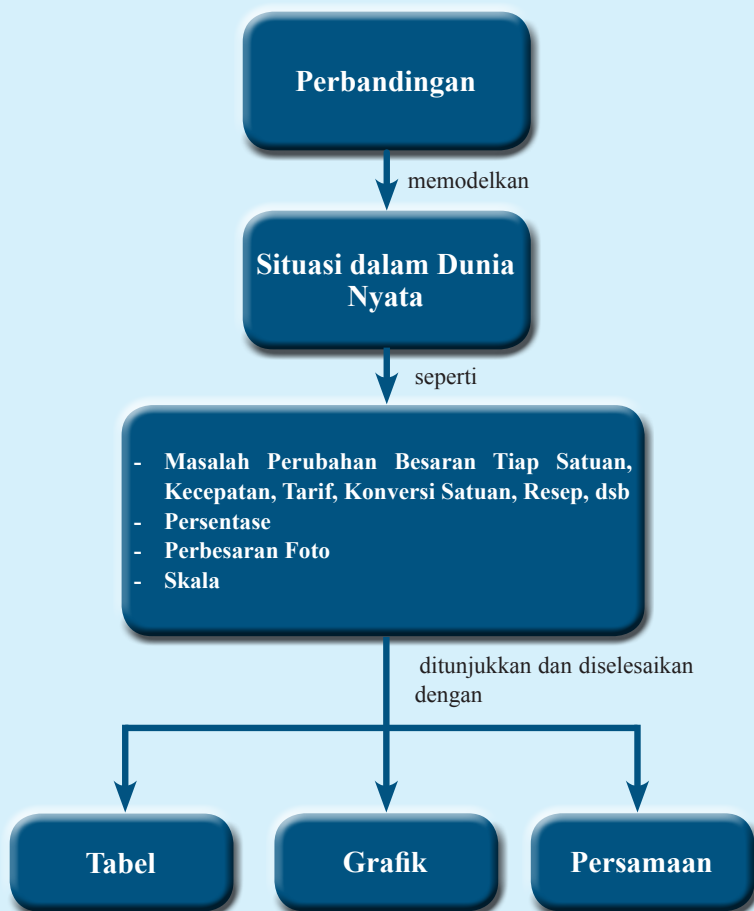 Perbandingan
memodelkan
Situasi dalam Dunia
Nyata
seperti
- Masalah Perubahan Besaran Tiap Satuan,
Kecepatan, Tarif, Konversi Satuan, Resep, dsb
- Persentase
- Perbesaran Foto
- Skala
ditunjukkan dan diselesaikan
dengan
Tabel
Grafik
Persamaan